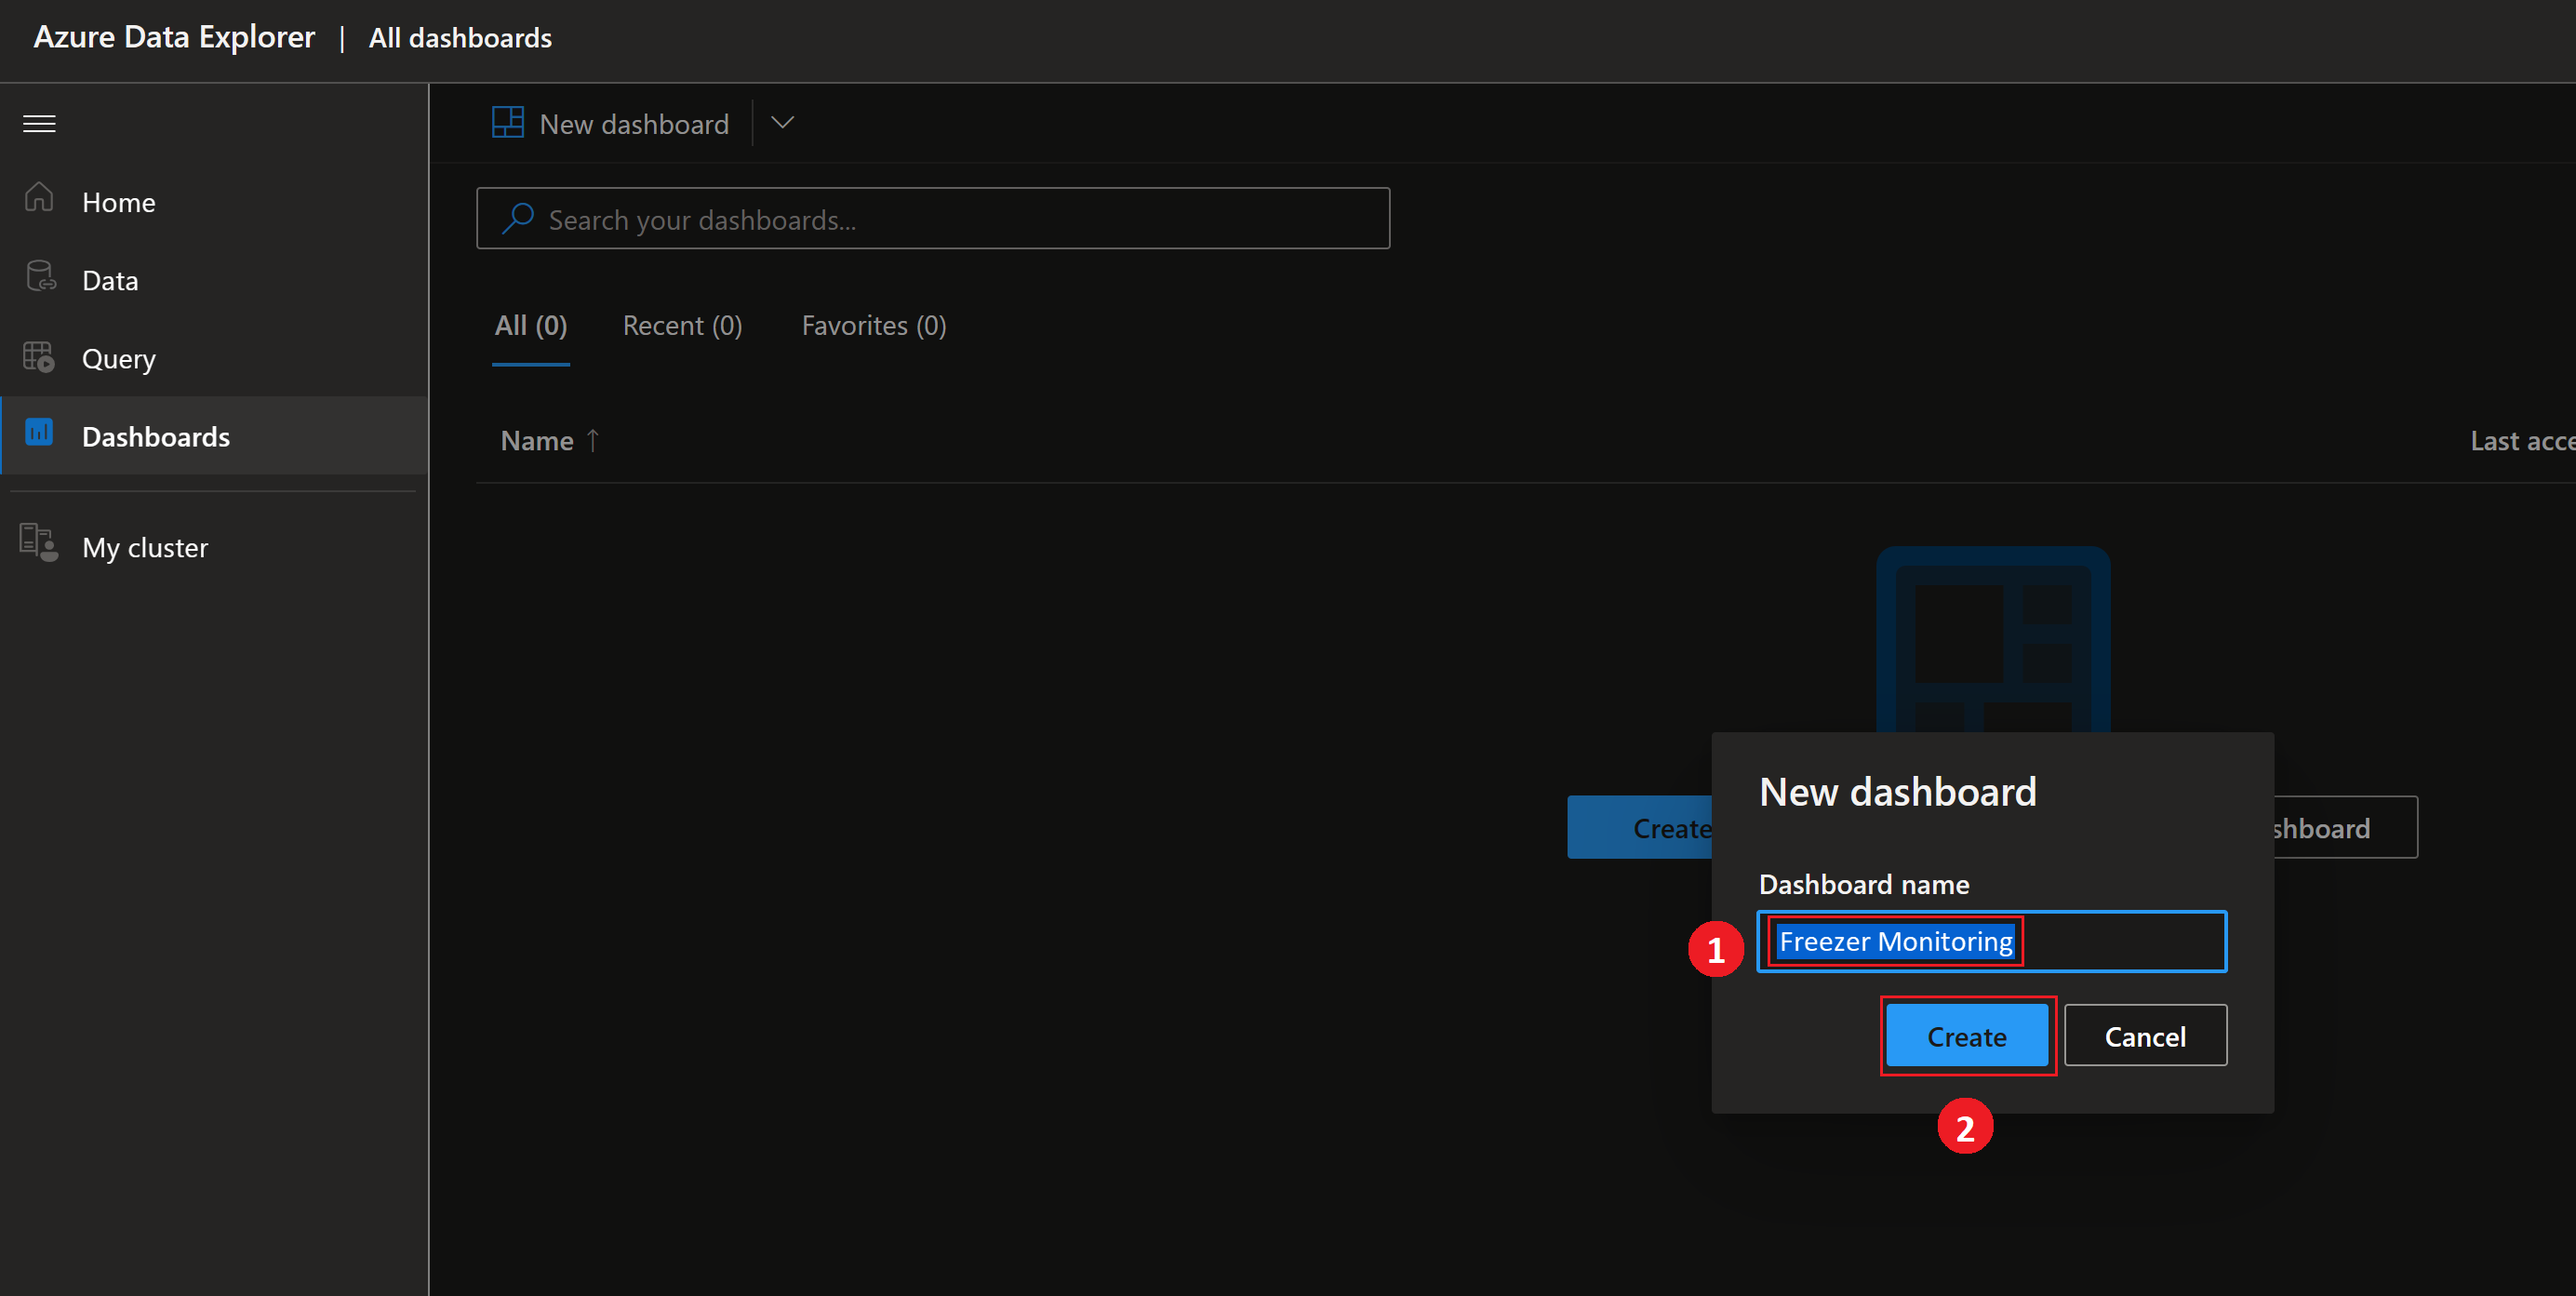 Azure Data Explorer | All dashboards
New dashboard
Search your dashboards...
Home
Data
Query
Dashboards
My cluster
All (0) Recent (0) Favorites (0)
Name ↑ Last acce
New dashboard
Create shboard
Dashboard name
1 Freezer Monitoring
Create Cancel
2